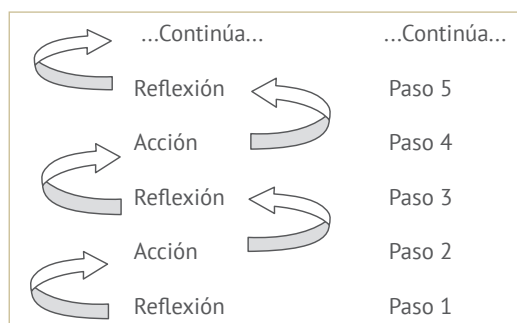 ...Continúa... ...Continúa...
Reflexión Paso 5
Acción Paso 4
Reflexión Paso 3
Acción Paso 2
Reflexión Paso 1